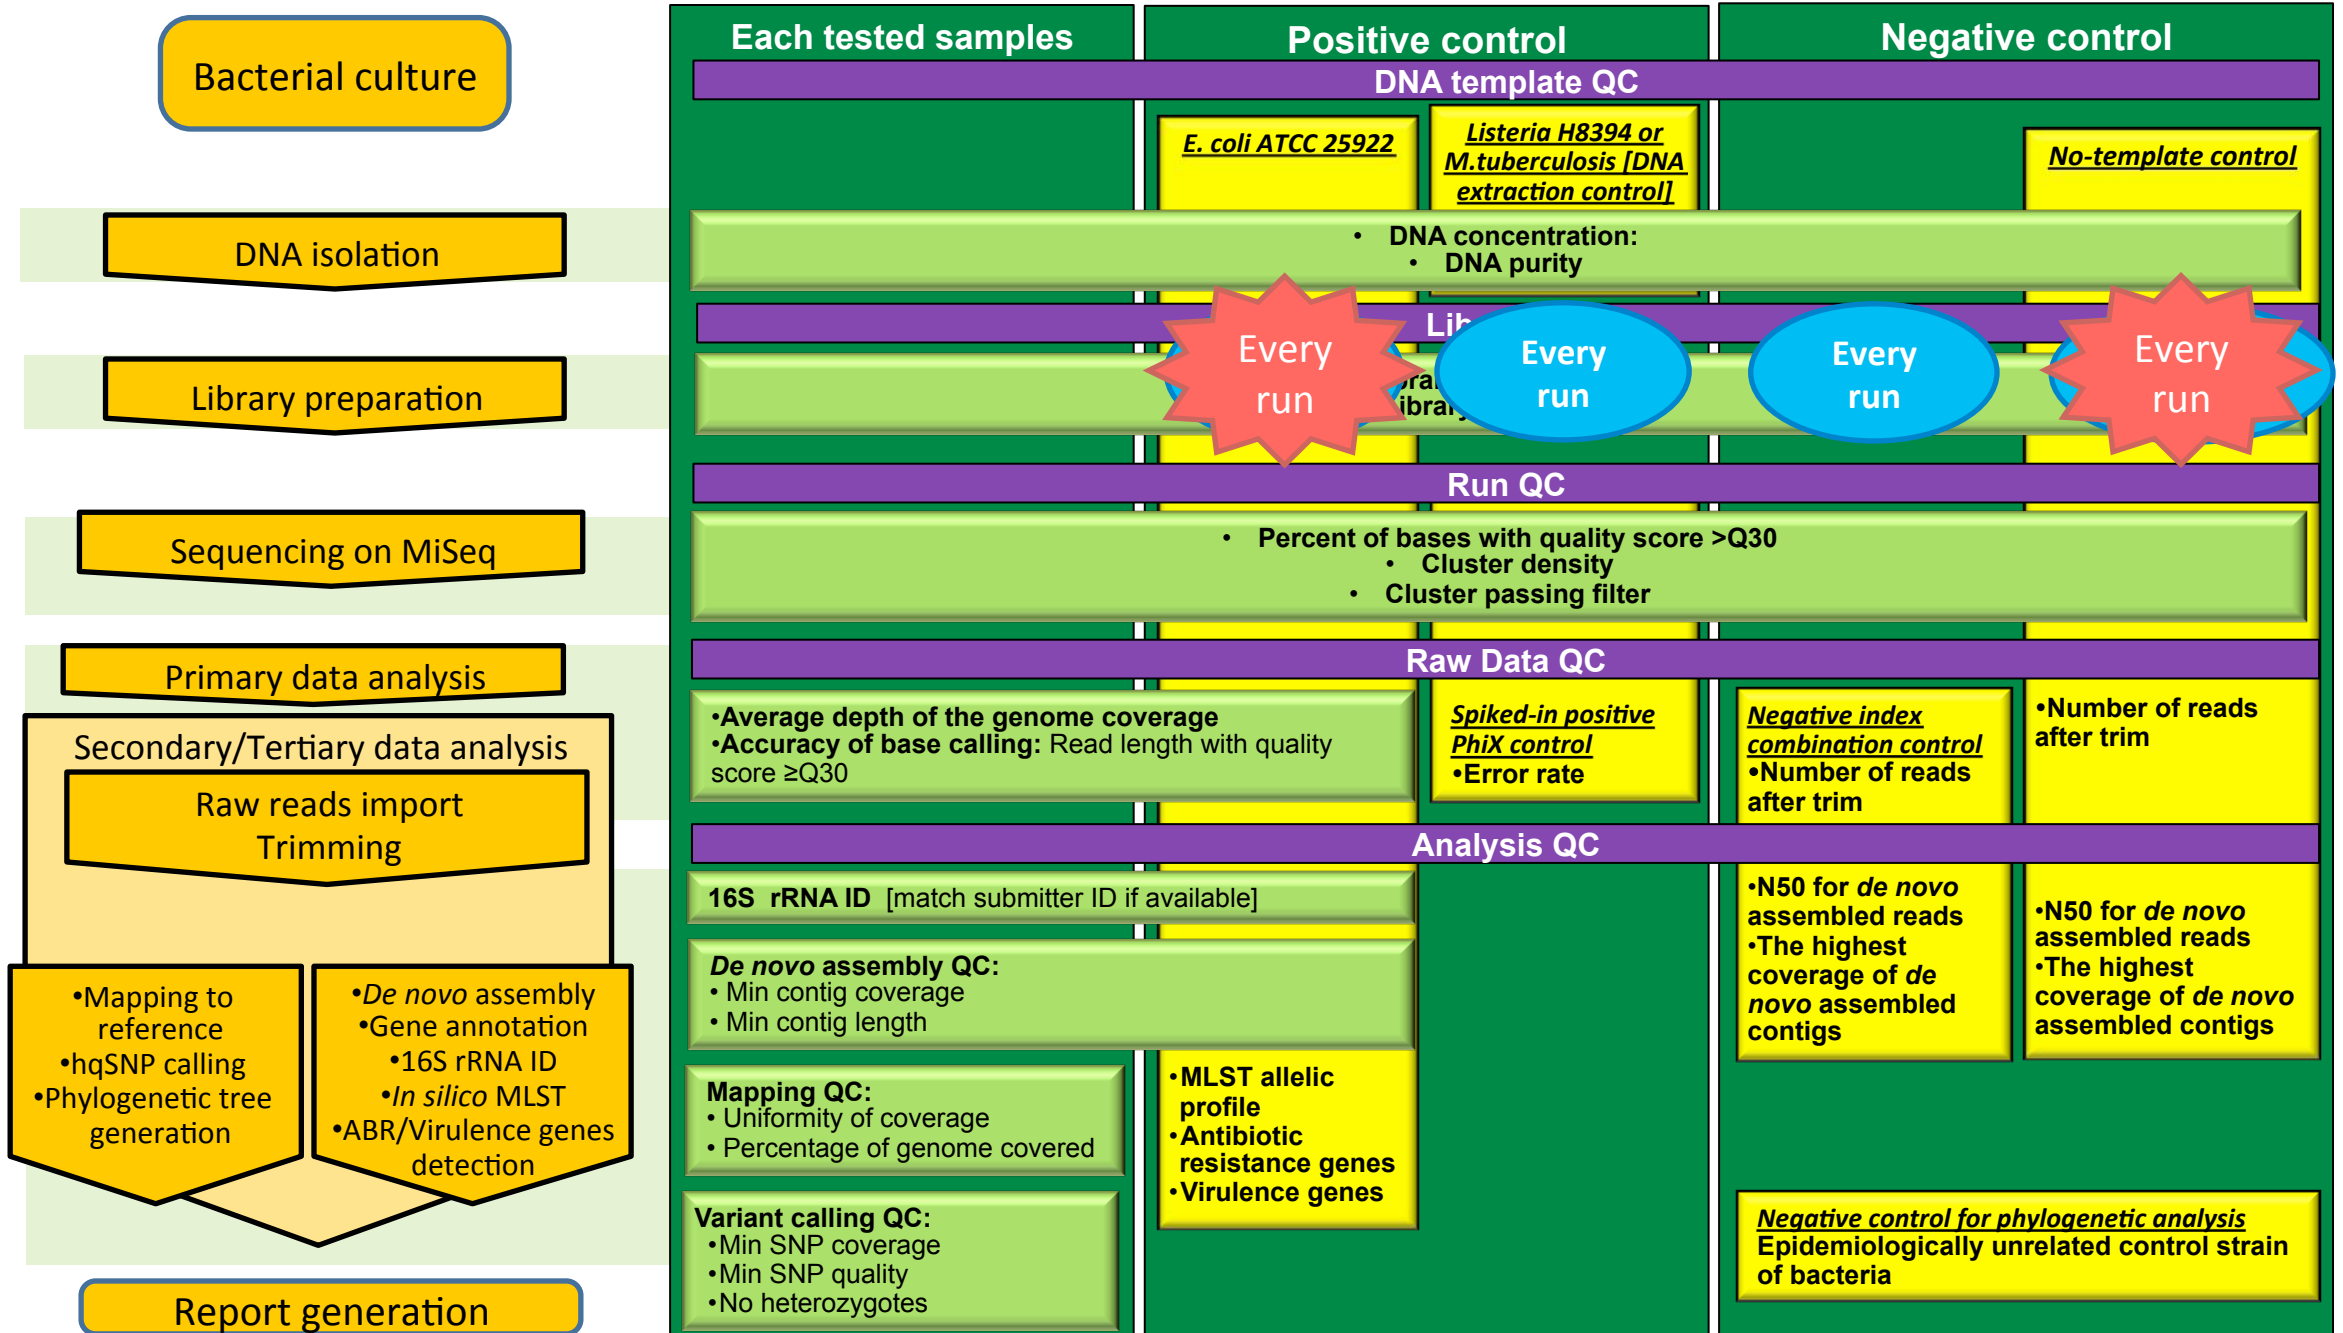 Bacterial culture
DNA isolation
Library preparation
Sequencing on MiSeq
Primary data analysis
Secondary/Tertiary data analysis
Raw reads import
Trimming
•Mapping to
reference
•hqSNP calling
•Phylogenetic tree
generation
•De novo assembly
•Gene annotation
•16S rRNA ID
•In silico MLST
•ABR/Virulence genes
detection
Report generation
Each tested samples
Positive control
Negative control
DNA template QC
E. coli ATCC 25922
Listeria H8394 or
M.tuberculosis [DNA
extraction control]
No-template control
• DNA concentration:
• DNA purity
Every
run
Every
run
Every
run
Every
run
Run QC
• Percent of bases with quality score >Q30
• Cluster density
• Cluster passing filter
Raw Data QC
•Average depth of the genome coverage
•Accuracy of base calling: Read length with quality
score ≥Q30
Spiked-in positive
PhiX control
•Error rate
Negative index
combination control
•Number of reads
after trim
•Number of reads
after trim
Analysis QC
16S rRNA ID [match submitter ID if available]
De novo assembly QC:
• Min contig coverage
• Min contig length
Mapping QC:
• Uniformity of coverage
• Percentage of genome covered
Variant calling QC:
•Min SNP coverage
•Min SNP quality
•No heterozygotes
•MLST allelic
profile
•Antibiotic
resistance genes
•Virulence genes
•N50 for de novo
assembled reads
•The highest
coverage of de
novo assembled
contigs
•N50 for de novo
assembled reads
•The highest
coverage of de novo
assembled contigs
Negative control for phylogenetic analysis
Epidemiologically unrelated control strain
of bacteria